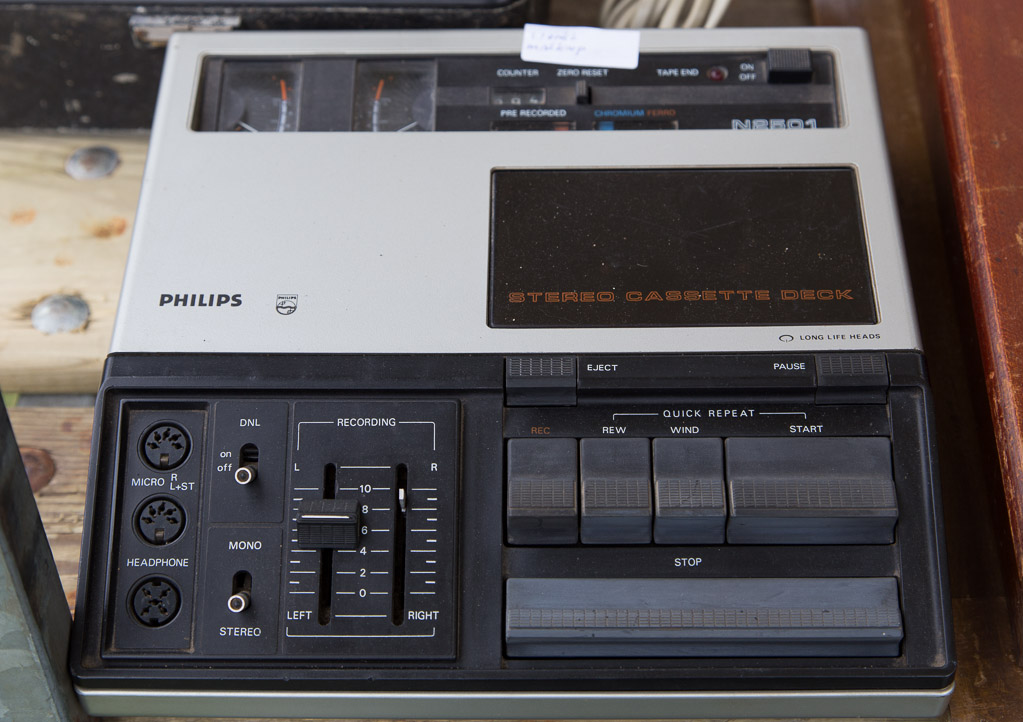 COUNTER ZERO RESET TAPE END ON
OFF
PRE RECORDED CHROMIUM FERRO
N2501
STEREO CASSETTE DECK
PHILIPS
PHILIPS
LONG LIFE HEADS
EJECT PAUSE
QUICK REPEAT
REC REW WIND START
STOP
DNL
on
off
MICRO R
L+ST
HEADPHONE
MONO
STEREO
RECORDING
L R
10
8
6
4
2
0
LEFT RIGHT